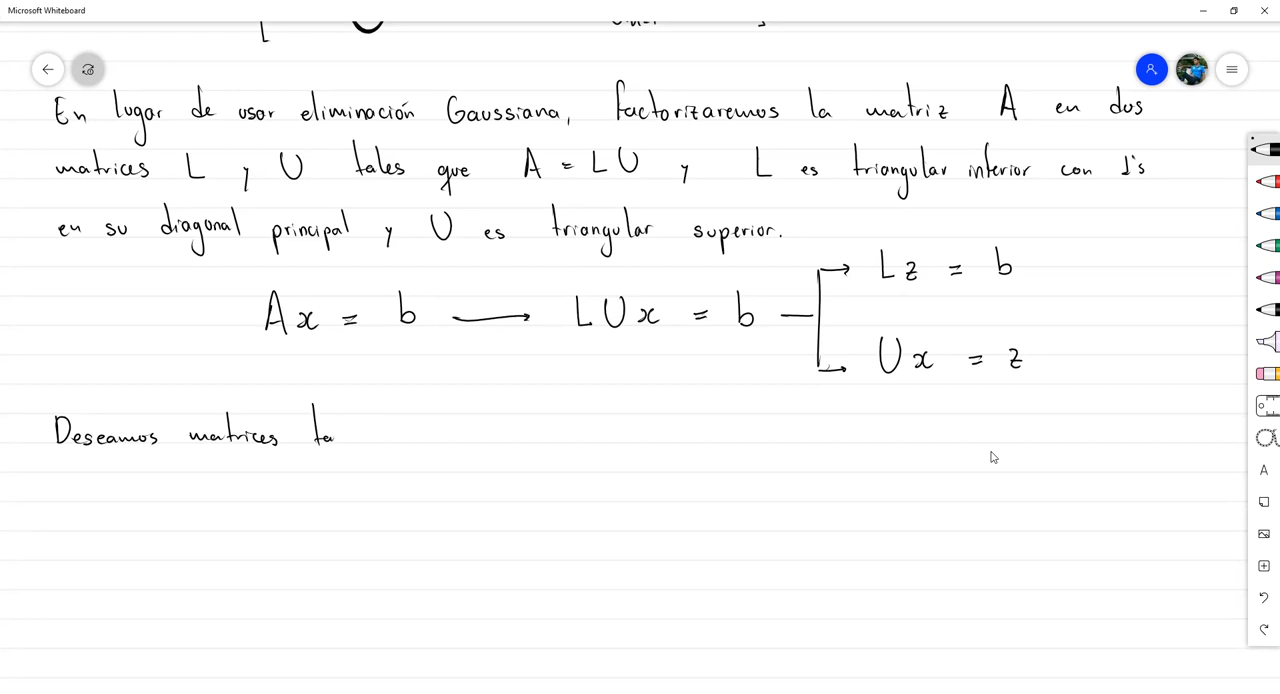 Microsoft Whiteboard
En lugar de usar eliminación Gaussiana, factorizaremos la matriz A en dos
matrices L y U tales que A = LU y L es triangular inferior con 1's
en su diagonal principal y U es triangular superior.
Lz = b
Ax = b → LUx = b
Ux = z
Deseamos matrices ta
A